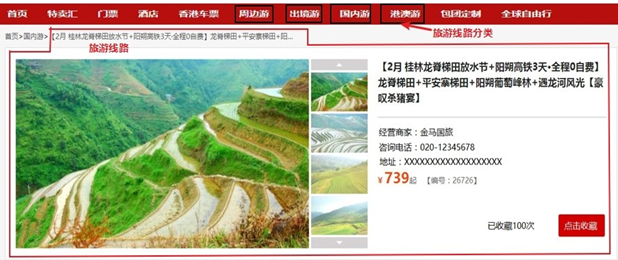 首页 特卖汇 门票 酒店 香港车票 周边游 出境游 国内游 港澳游 包团定制 全球自由行
旅游线路分类
首页>国内游>【2月 桂林龙脊梯田放水节+阳朔高铁3天·全程0自费】龙脊梯田+平安寨梯田+阳...
旅游线路
【2月 桂林龙脊梯田放水节+阳朔高铁3天·全程0自费】
龙脊梯田+平安寨梯田+阳朔葡萄峰林+遇龙河风光【豪
叹杀猪宴】
经营商家：金马国旅
咨询电话：020-12345678
地址：XXXXXXXXXXXXXXXXXXX
¥739起 【编号：26726】
已收藏100次 点击收藏